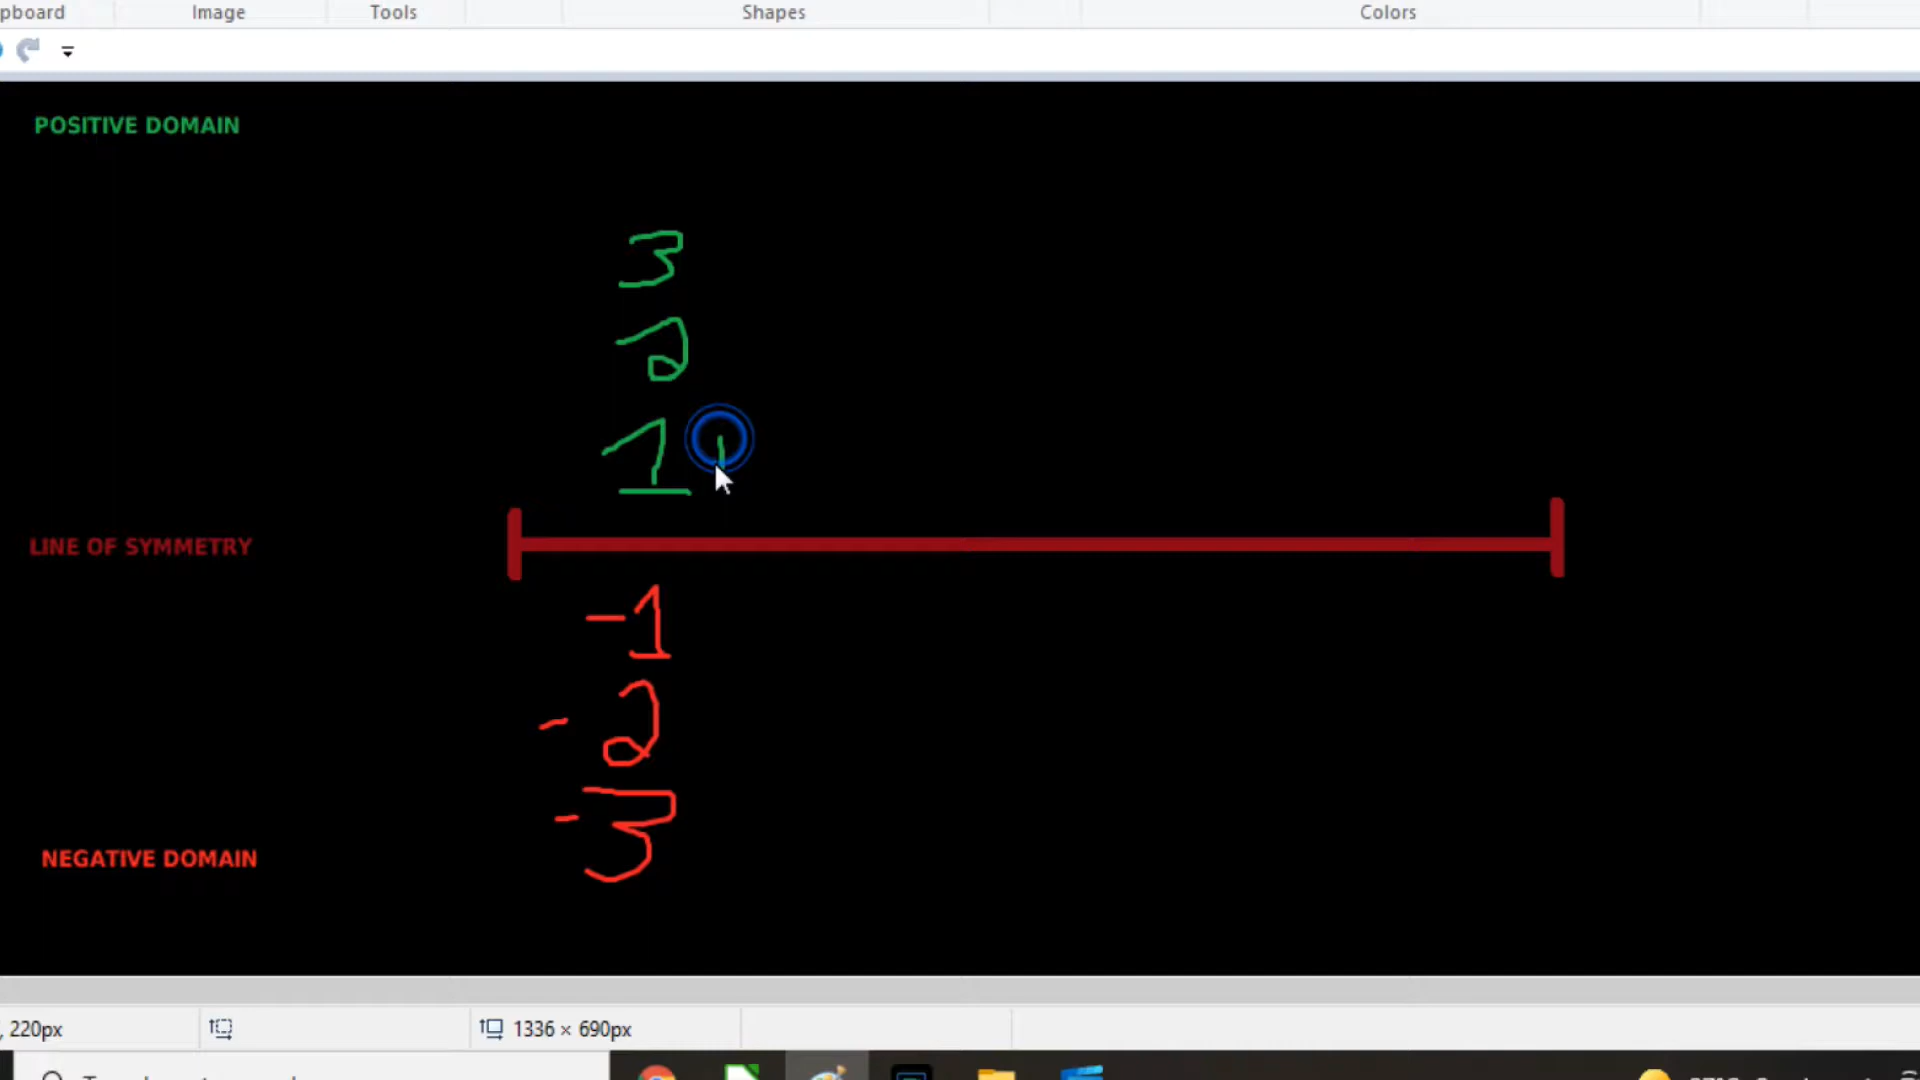 pboard Image Tools Shapes Colors
POSITIVE DOMAIN
3
2
1
LINE OF SYMMETRY
-1
- 2
- 3
NEGATIVE DOMAIN
, 220px 1336 × 690px